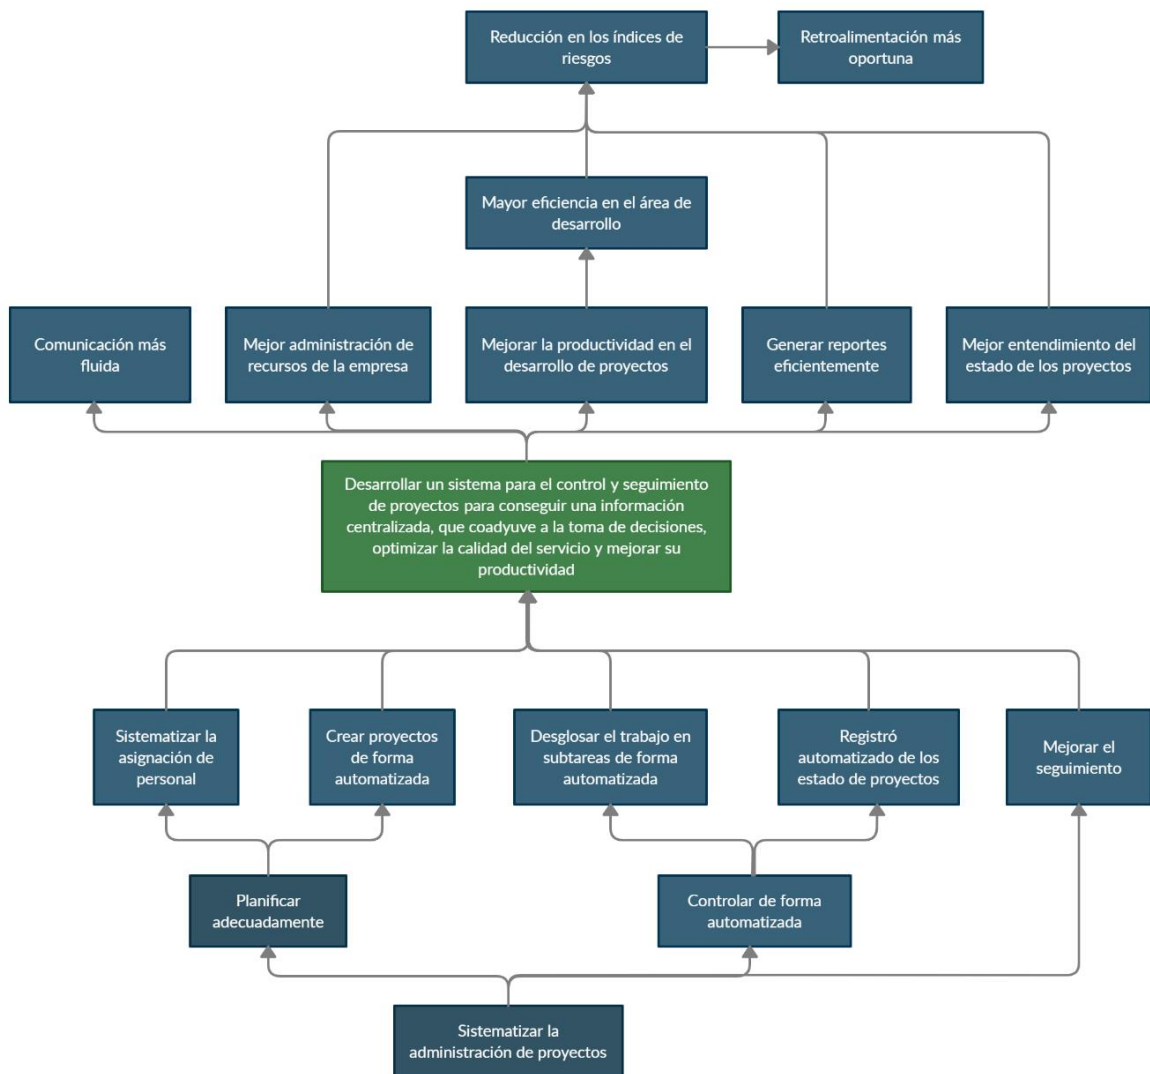 Reducción en los índices de
riesgos
Retroalimentación más
oportuna
Mayor eficiencia en el área de
desarrollo
Comunicación más
fluida
Mejor administración de
recursos de la empresa
Mejorar la productividad en el
desarrollo de proyectos
Generar reportes
eficientemente
Mejor entendimiento del
estado de los proyectos
Desarrollar un sistema para el control y seguimiento
de proyectos para conseguir una información
centralizada, que coadyuve a la toma de decisiones,
optimizar la calidad del servicio y mejorar su
productividad
Sistematizar la
asignación de
personal
Crear proyectos
de forma
automatizada
Desglosar el trabajo en
subtareas de forma
automatizada
Registró
automatizado de los
estado de proyectos
Mejorar el
seguimiento
Planificar
adecuadamente
Controlar de forma
automatizada
Sistematizar la
administración de proyectos